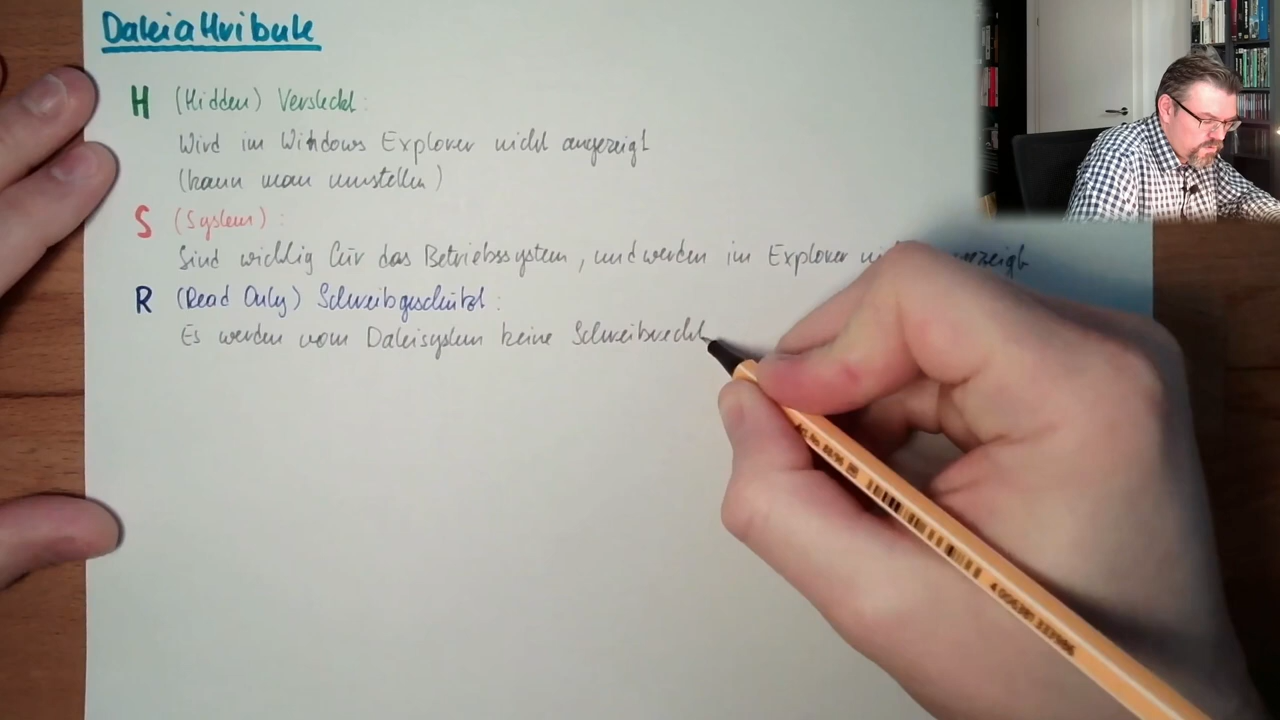 Dateiattribute
H (Hidden) Versteckt:
Wird im Windows Explorer nicht angezeigt
(kann man umstellen)
S (System):
Sind wichtig für das Betriebssystem, und werden im Explorer
R (Read Only) Schreibgeschützt:
Es werden vom Dateisystem keine Schreibrecht